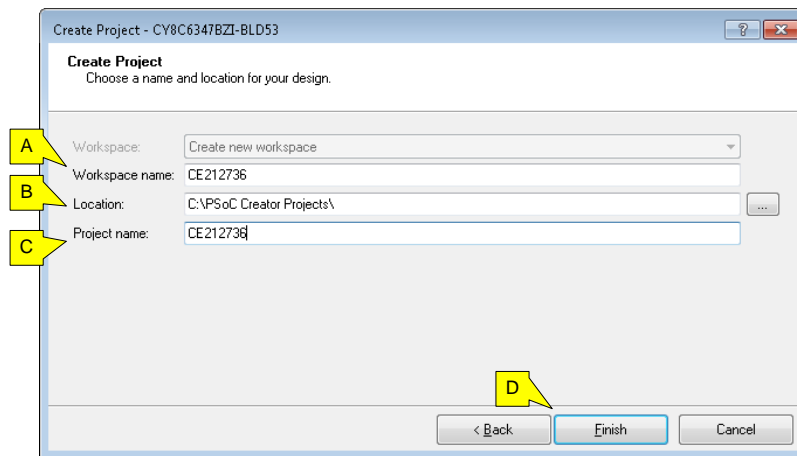 Create Project - CY8C6347BZI-BLD53
Create Project
Choose a name and location for your design.
A
Workspace: Create new workspace
Workspace name: CE212736
B
Location: C:\PSoC Creator Projects\ ...
C
Project name: CE212736
D
< Back Finish Cancel